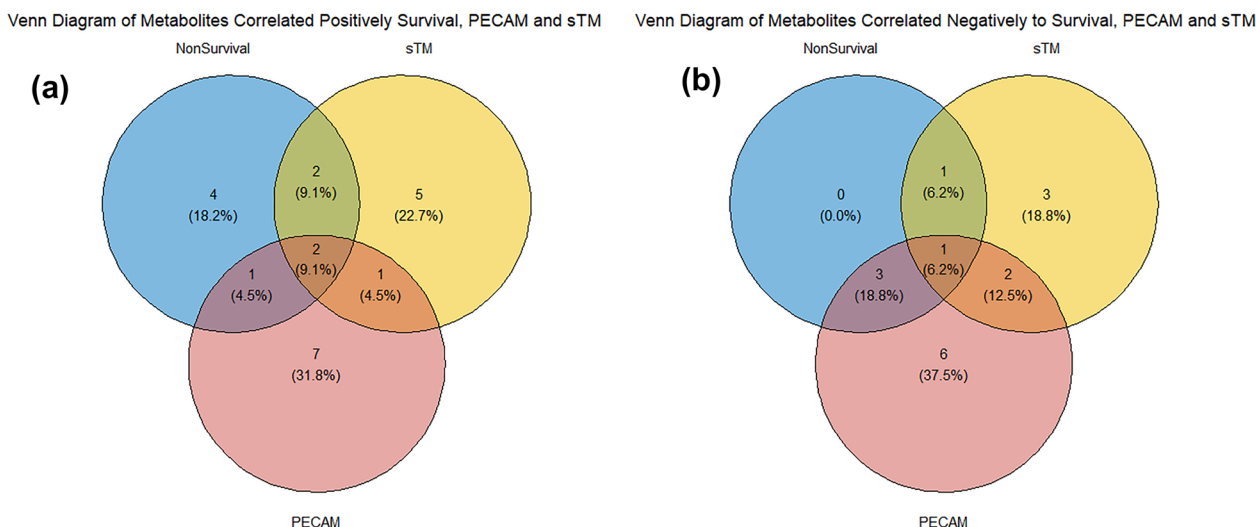 Venn Diagram of Metabolites Correlated Positively Survival, PECAM and sTM
NonSurvival
sTM
(a)
2
(9.1%)
4
(18.2%)
5
(22.7%)
2
(9.1%)
1
(4.5%)
1
(4.5%)
7
(31.8%)
PECAM
Venn Diagram of Metabolites Correlated Negatively to Survival, PECAM and sTM
NonSurvival
sTM
(b)
1
(6.2%)
0
(0.0%)
3
(18.8%)
1
(6.2%)
3
(18.8%)
2
(12.5%)
6
(37.5%)
PECAM